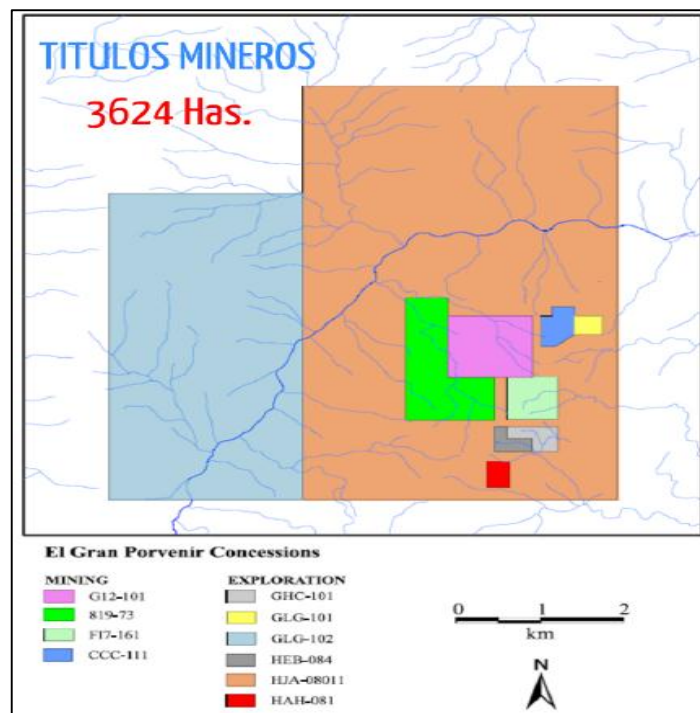 TITULOS MINEROS
3624 Has.
El Gran Porvenir Concessions
MINING
G12-101
819-73
FI7-161
CCC-111
EXPLORATION
GHC-101
GLG-101
GLG-102
HEB-084
HJA-08011
HAH-081
0 1 2
km
N